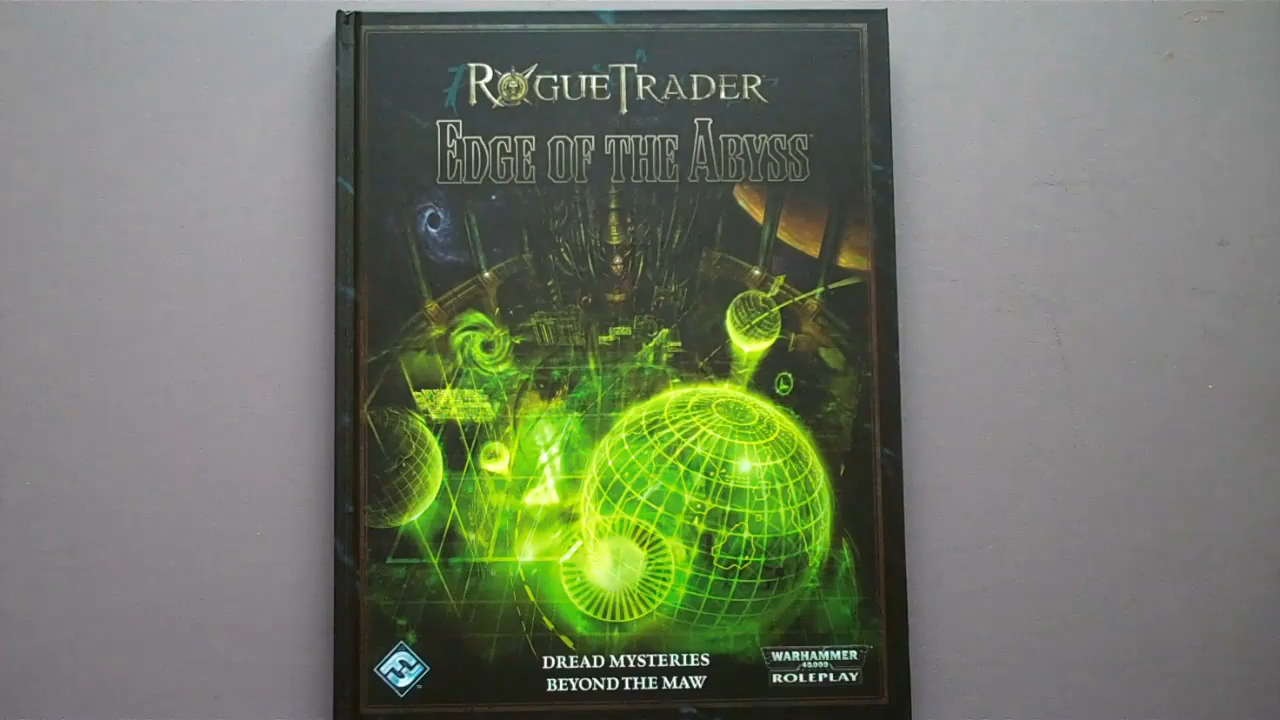 ROGUE TRADER
EDGE OF THE ABYSS
DREAD MYSTERIES
BEYOND THE MAW
WARHAMMER
40,000
ROLEPLAY